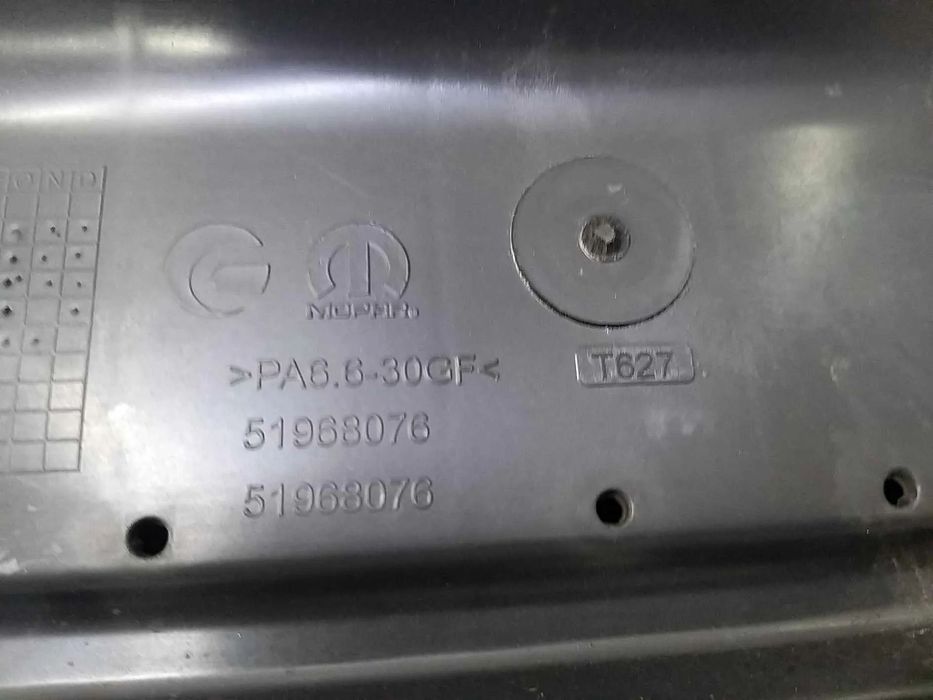 O N D
MOPAR®
>PA6.6-30GF<
T627
51968076
51968076